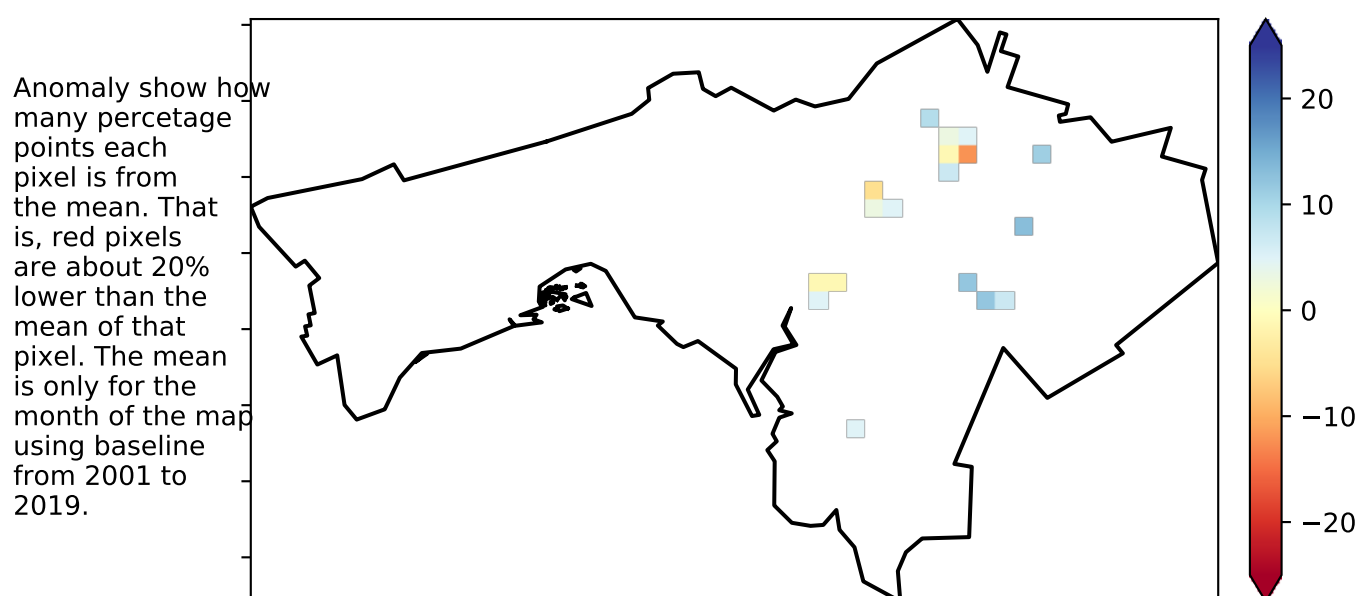 Anomaly show how
many percetage
points each
pixel is from
the mean. That
is, red pixels
are about 20%
lower than the
mean of that
pixel. The mean
is only for the
month of the map
using baseline
from 2001 to
2019.
20
10
0
−10
−20